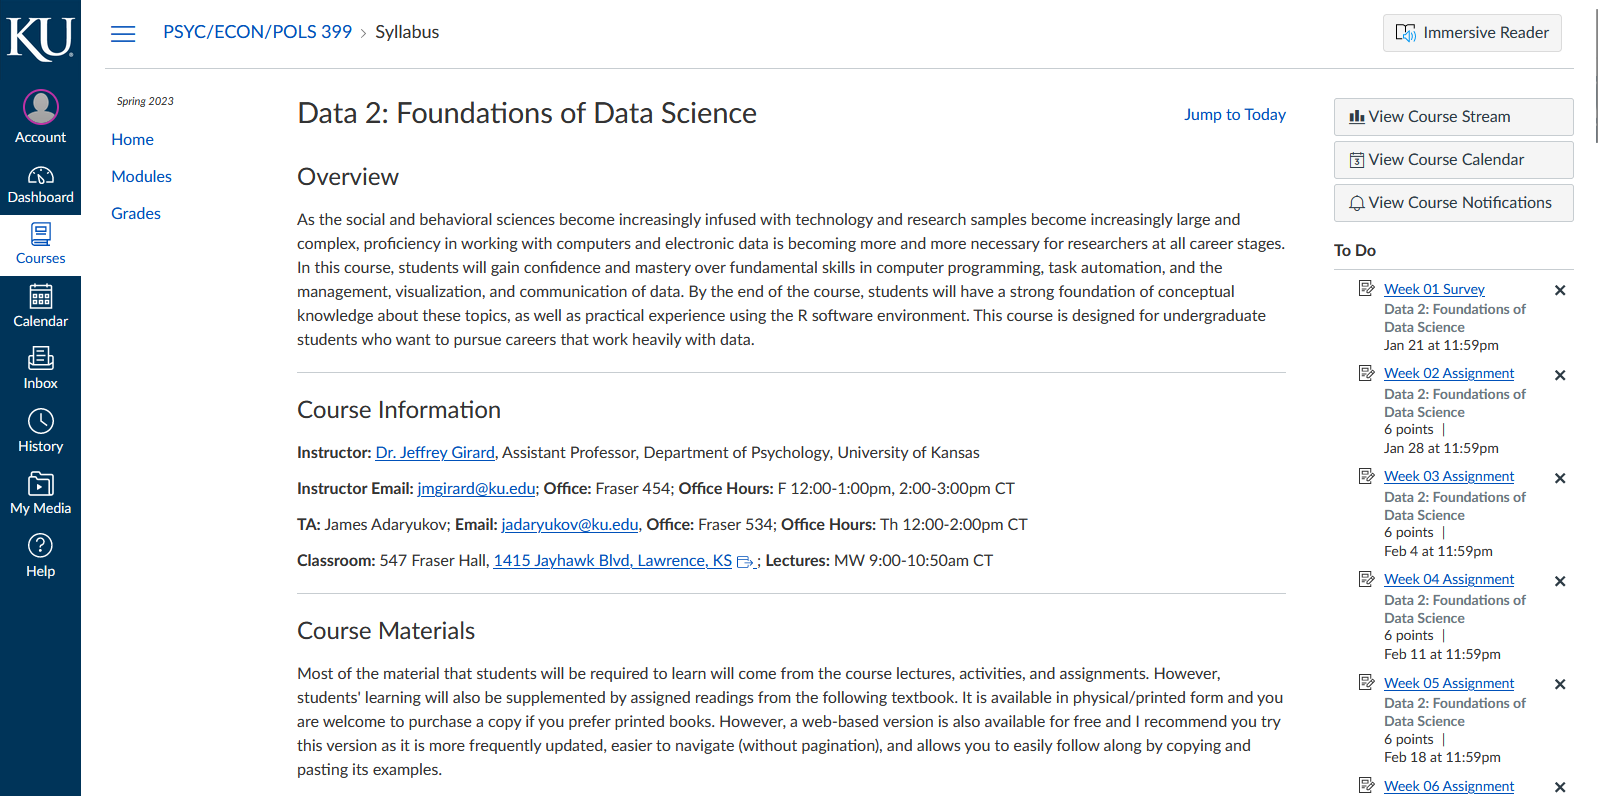 KU
Account
Dashboard
Courses
Calendar
Inbox
History
My Media
Help
PSYC/ECON/POLS 399 › Syllabus
Immersive Reader
Spring 2023
Home
Modules
Grades
Data 2: Foundations of Data Science
Jump to Today
Overview
As the social and behavioral sciences become increasingly infused with technology and research samples become increasingly large and
complex, proficiency in working with computers and electronic data is becoming more and more necessary for researchers at all career stages.
In this course, students will gain confidence and mastery over fundamental skills in computer programming, task automation, and the
management, visualization, and communication of data. By the end of the course, students will have a strong foundation of conceptual
knowledge about these topics, as well as practical experience using the R software environment. This course is designed for undergraduate
students who want to pursue careers that work heavily with data.
Course Information
Instructor: Dr. Jeffrey Girard, Assistant Professor, Department of Psychology, University of Kansas
Instructor Email: jmgirard@ku.edu; Office: Fraser 454; Office Hours: F 12:00-1:00pm, 2:00-3:00pm CT
TA: James Adaryukov; Email: jadaryukov@ku.edu, Office: Fraser 534; Office Hours: Th 12:00-2:00pm CT
Classroom: 547 Fraser Hall, 1415 Jayhawk Blvd, Lawrence, KS ; Lectures: MW 9:00-10:50am CT
Course Materials
Most of the material that students will be required to learn will come from the course lectures, activities, and assignments. However,
students' learning will also be supplemented by assigned readings from the following textbook. It is available in physical/printed form and you
are welcome to purchase a copy if you prefer printed books. However, a web-based version is also available for free and I recommend you try
this version as it is more frequently updated, easier to navigate (without pagination), and allows you to easily follow along by copying and
pasting its examples.
View Course Stream
3 View Course Calendar
View Course Notifications
To Do
Week 01 Survey
Data 2: Foundations of
Data Science
Jan 21 at 11:59pm
Week 02 Assignment
Data 2: Foundations of
Data Science
6 points |
Jan 28 at 11:59pm
Week 03 Assignment
Data 2: Foundations of
Data Science
6 points |
Feb 4 at 11:59pm
Week 04 Assignment
Data 2: Foundations of
Data Science
6 points |
Feb 11 at 11:59pm
Week 05 Assignment
Data 2: Foundations of
Data Science
6 points |
Feb 18 at 11:59pm
Week 06 Assignment